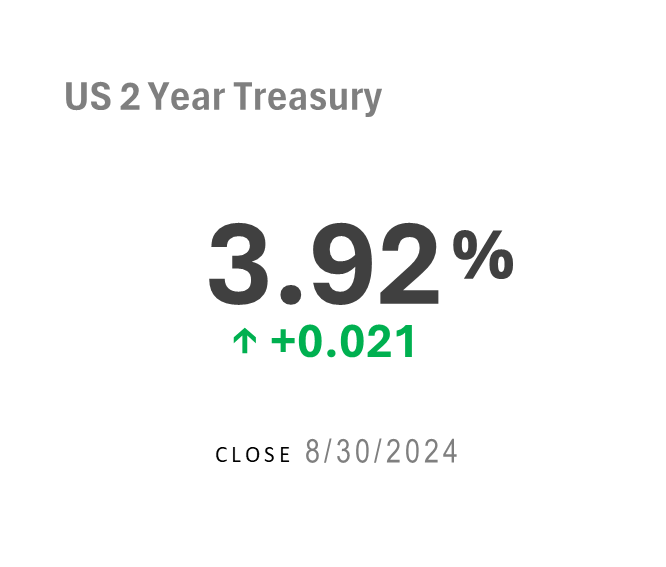 US 2 Year Treasury
3.92%
↑ +0.021
CLOSE 8/30/2024